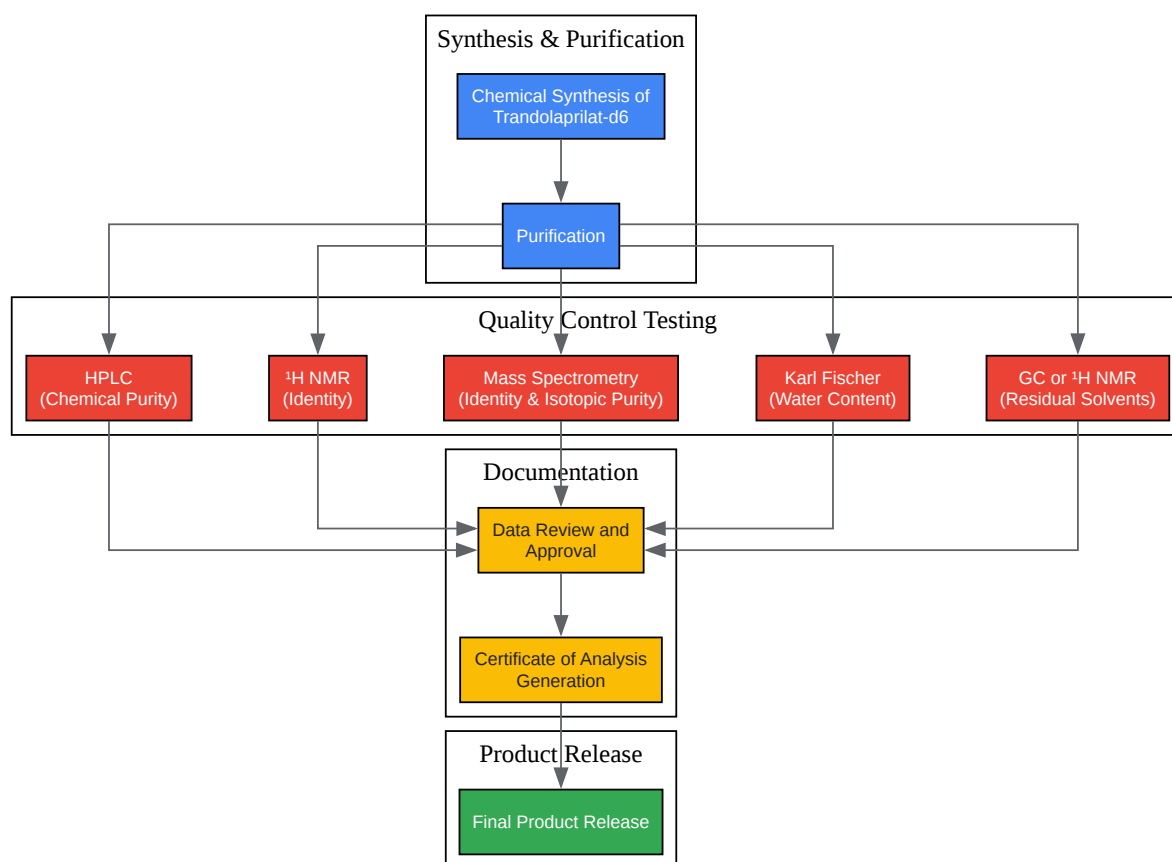 Synthesis & Purification
Chemical Synthesis of
Trandolaprilat-d6
Purification
Quality Control Testing
HPLC
(Chemical Purity)
¹H NMR
(Identity)
Mass Spectrometry
(Identity & Isotopic Purity)
Karl Fischer
(Water Content)
GC or ¹H NMR
(Residual Solvents)
Documentation
Data Review and
Approval
Certificate of Analysis
Generation
Product Release
Final Product Release